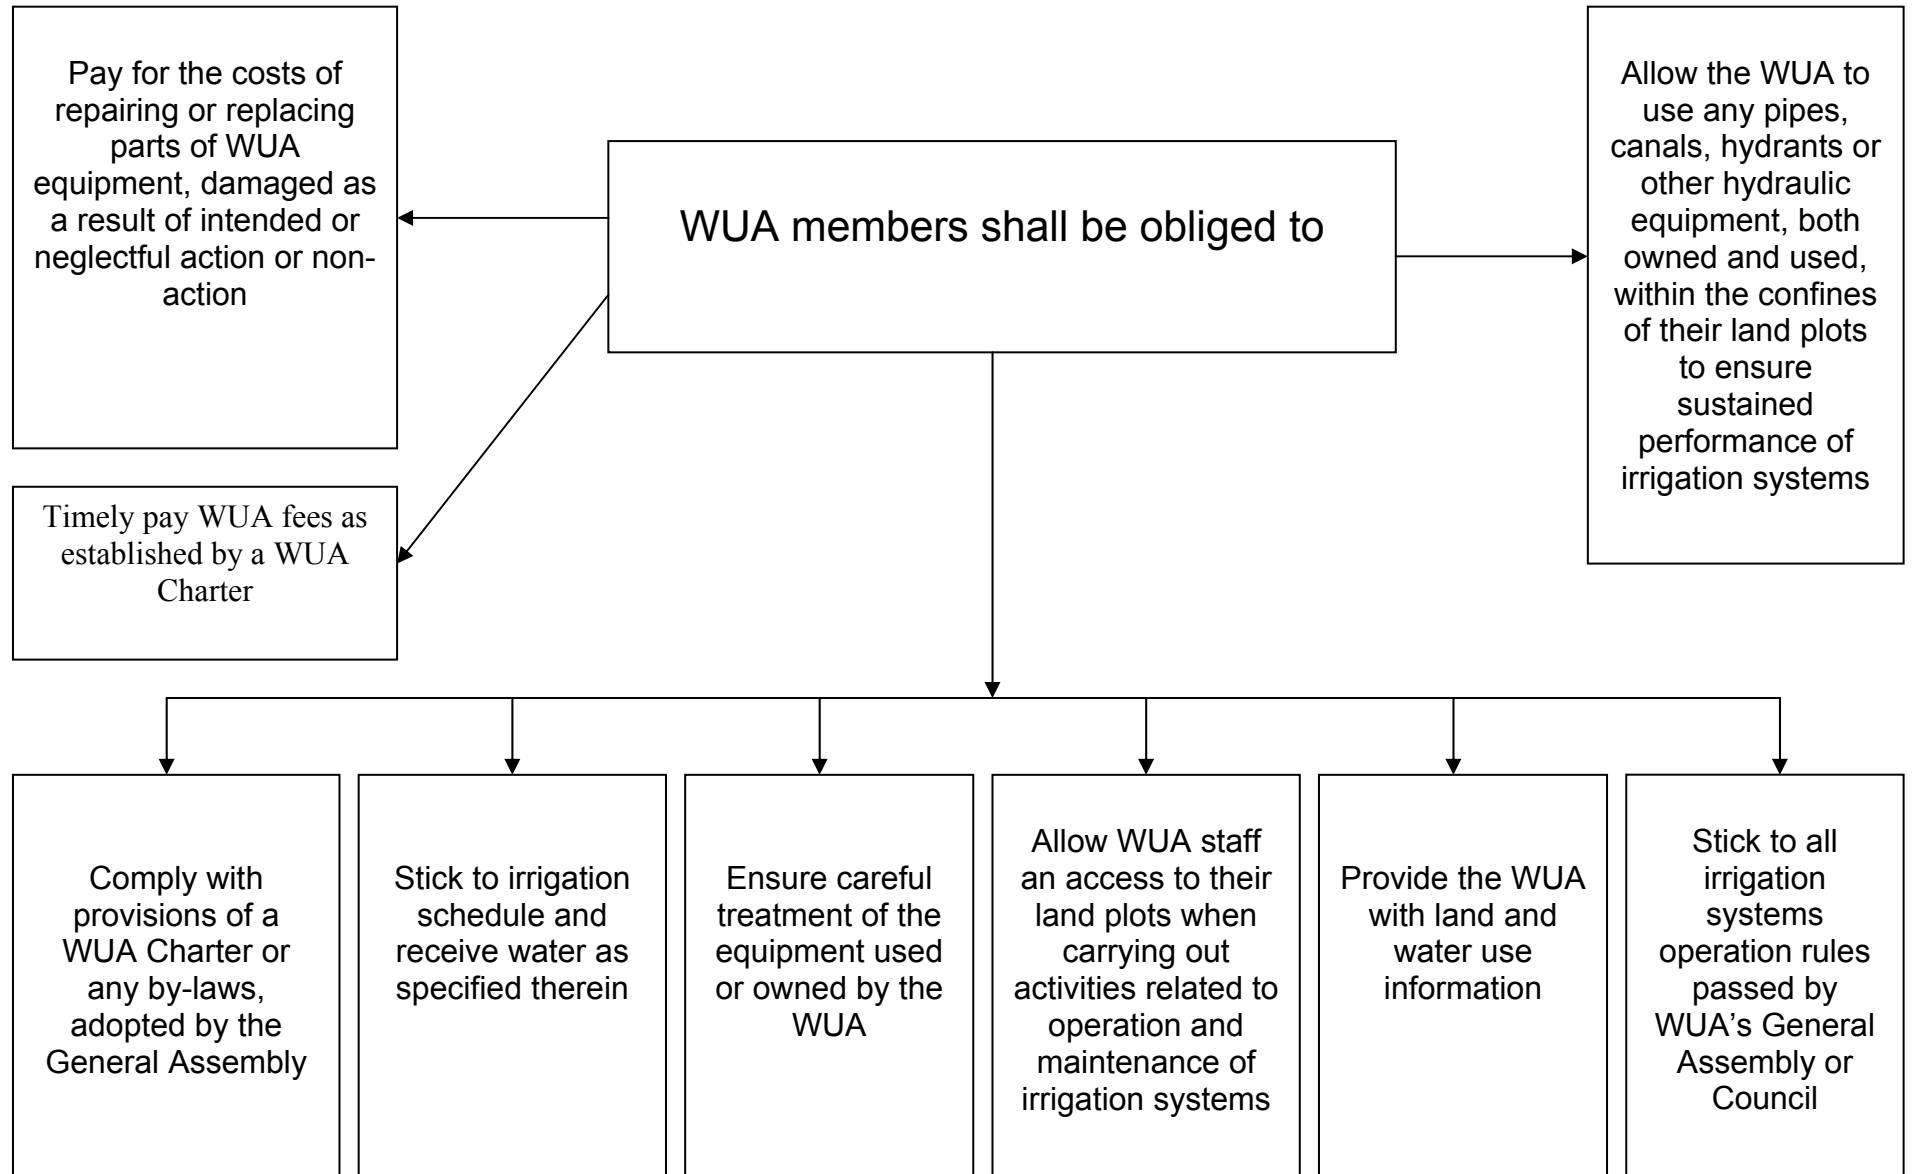 Pay for the costs of
repairing or replacing
parts of WUA
equipment, damaged as
a result of intended or
neglectful action or non-
action
WUA members shall be obliged to
Allow the WUA to
use any pipes,
canals, hydrants or
other hydraulic
equipment, both
owned and used,
within the confines
of their land plots
to ensure
sustained
performance of
irrigation systems
Timely pay WUA fees as
established by a WUA
Charter
Comply with
provisions of a
WUA Charter or
any by-laws,
adopted by the
General Assembly
Stick to irrigation
schedule and
receive water as
specified therein
Ensure careful
treatment of the
equipment used
or owned by the
WUA
Allow WUA staff
an access to their
land plots when
carrying out
activities related to
operation and
maintenance of
irrigation systems
Provide the WUA
with land and
water use
information
Stick to all
irrigation
systems
operation rules
passed by
WUA’s General
Assembly or
Council